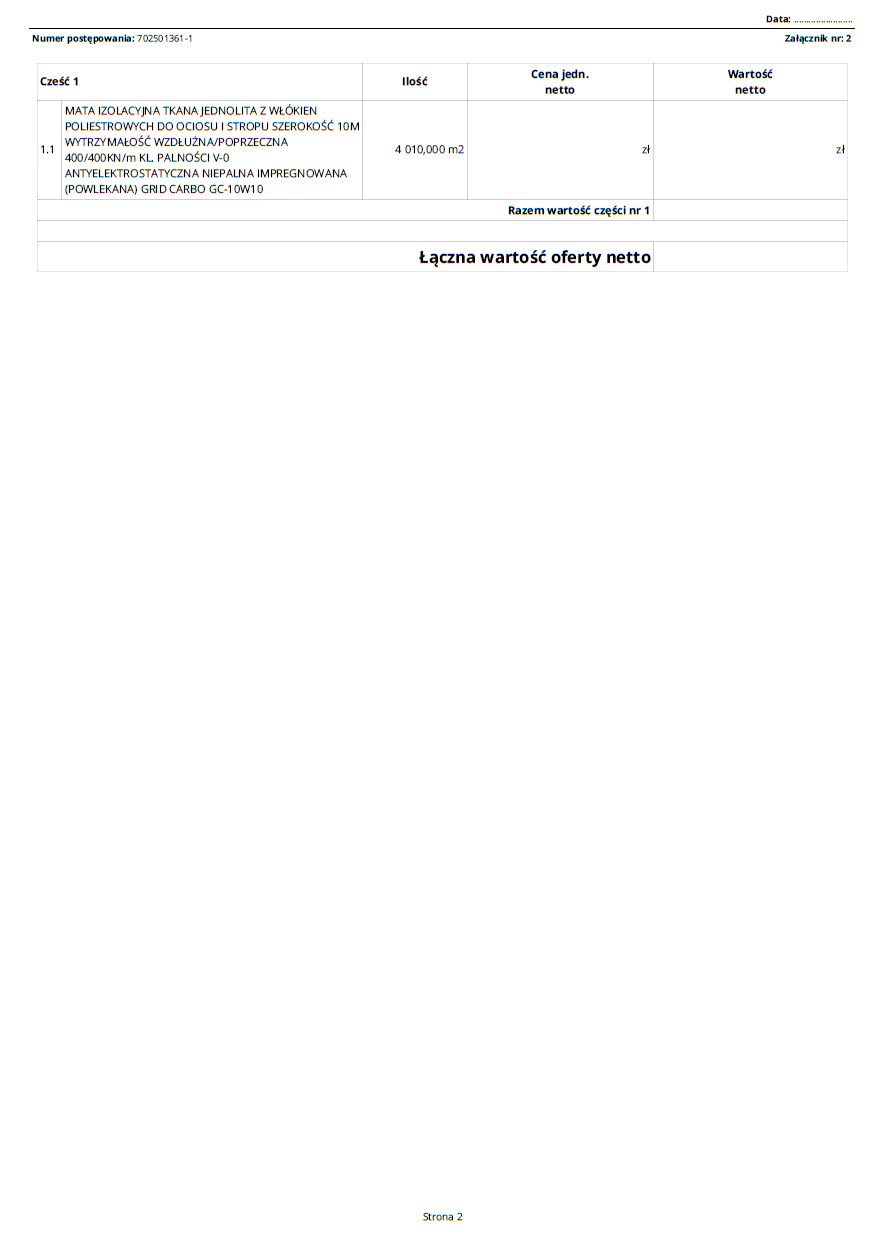 Data: ........................
Numer postępowania: 702501361-1 Załącznik nr: 2
Cześć 1 Ilość Cena jedn. netto Wartość netto
MATA IZOLACYJNA TKANA JEDNOLITA Z WŁÓKIEN
POLIESTROWYCH DO OCIOSU I STROPU SZEROKOŚĆ 10M
WYTRZYMAŁOŚĆ WZDŁUŻNA/POPRZECZNA
1.1 400/400KN/m KL. PALNOŚCI V-0 4 010,000 m2 zł zł
ANTYELEKTROSTATYCZNA NIEPALNA IMPREGNOWANA
(POWLEKANA) GRID CARBO GC-10W10
Razem wartość części nr 1
Łączna wartość oferty netto
Strona 2